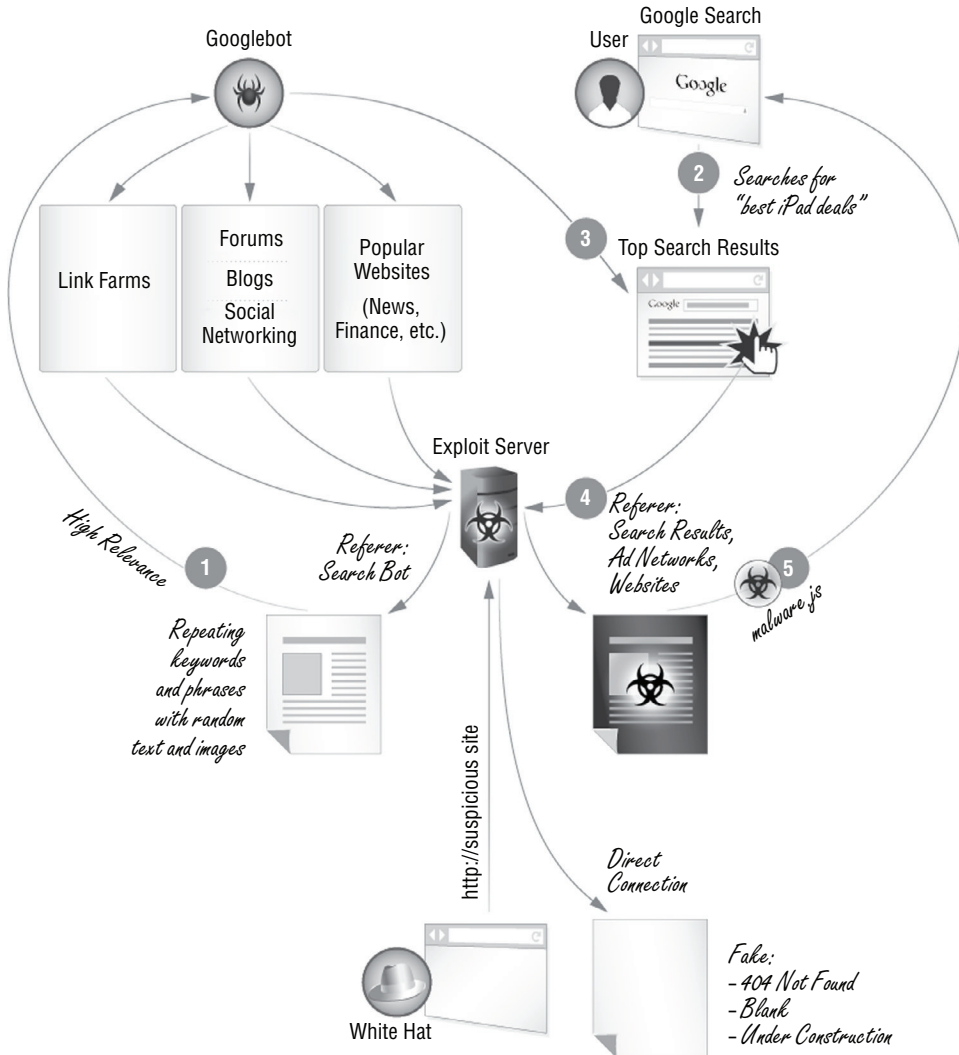 Googlebot
Google Search
User
Google
2
Searches for
"best iPad deals"
3
Top Search Results
Google
Link Farms
Forums
Blogs
Social
Networking
Popular
Websites
(News,
Finance, etc.)
Exploit Server
High Relevance
1
Referer:
Search Bot
4
Referer:
Search Results,
Ad Networks,
Websites
5
malware.js
Repeating
keywords
and phrases
with random
text and images
http://suspicious site
Direct
Connection
White Hat
Fake:
- 404 Not Found
- Blank
- Under Construction